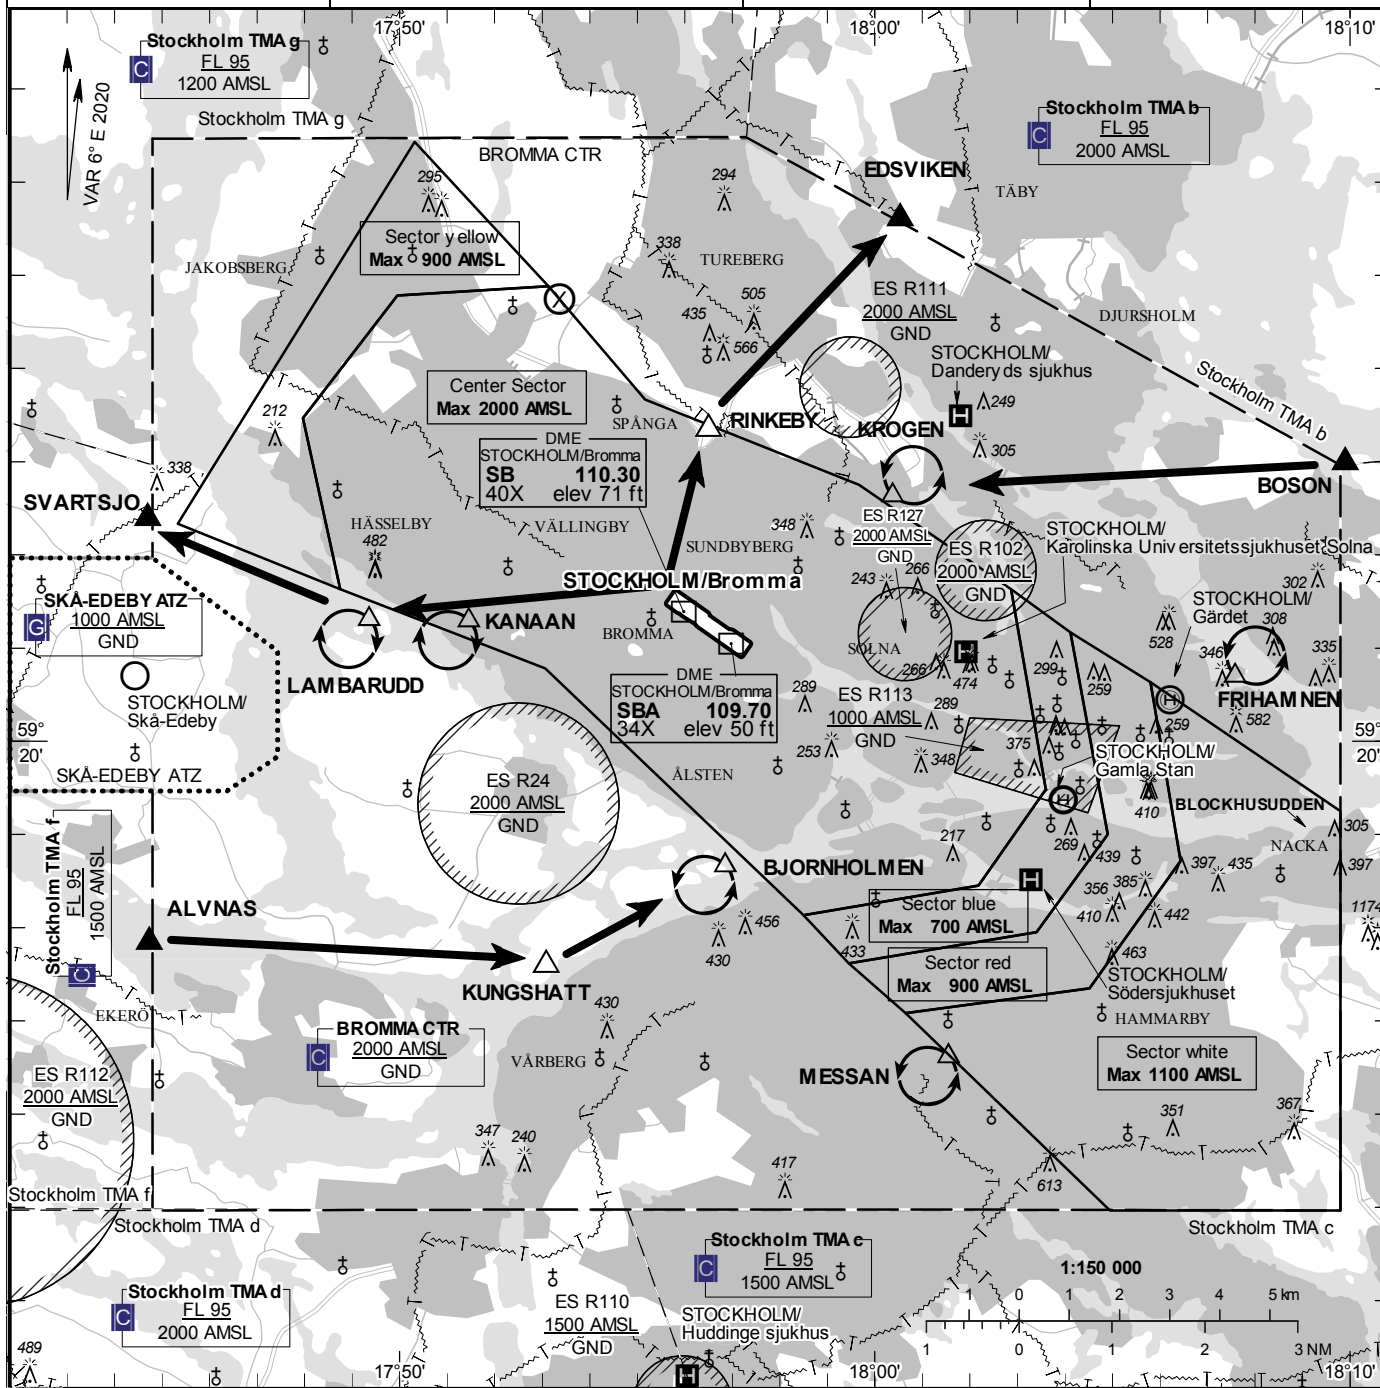 17°50'
18°00'
18°10'
Stockholm TMA g
FL 95
1200 AMSL
C
VAR 6° E 2020
Stockholm TMA g
BROMMA CTR
Stockholm TMA b
FL 95
2000 AMSL
C
EDSVIKEN
TÄBY
295
294
Sector yellow
Max 900 AMSL
338
JAKOBSBERG
TUREBERG
505
435
566
ES R111
2000 AMSL
GND
DJURSHOLM
STOCKHOLM/
Danderyds sjukhus
H
249
Stockholm TMA b
Center Sector
Max 2000 AMSL
212
SPÅNGA
RINKEBY
KROGEN
305
DME
STOCKHOLM/Bromma
SB 110.30
40X elev 71 ft
338
SVARTSJO
BOSON
HÄSSELBY
482
VÄLLINGBY
SUNDBYBERG
348
ES R127
2000 AMSL
GND
ES R102
2000 AMSL
GND
STOCKHOLM/
Karolinska Universitetssjukhuset Solna
STOCKHOLM/Bromma
243
266
302
SKÅ-EDEBY ATZ
1000 AMSL
GND
G
STOCKHOLM/
Gärdet
KANAAN
BROMMA
SOLNA
H
528
308
346
335
LAMBARUDD
266
474
299
259
STOCKHOLM/
Skå-Edeby
DME
STOCKHOLM/Bromma
SBA 109.70
34X elev 50 ft
289
ES R113
1000 AMSL
GND
289
H
259
FRIHAMNEN
582
59°
20'
59°
20'
253
348
375
STOCKHOLM/
Gamla Stan
SKÅ-EDEBY ATZ
ES R24
2000 AMSL
GND
ÅLSTEN
H
410
BLOCKHUSUDDEN
305
NACKA
217
269
439
Stockholm TMA f
FL 95
1500 AMSL
C
BJORNHOLMEN
H
397
435
397
356
385
ALVNAS
Sector blue
Max 700 AMSL
410
442
456
430
433
1174
463
Sector red
Max 900 AMSL
KUNGSHATT
STOCKHOLM/
Södersjukhuset
EKERÖ
430
HAMMARBY
BROMMA CTR
2000 AMSL
GND
C
VÅRBERG
MESSAN
Sector white
Max 1100 AMSL
ES R112
2000 AMSL
GND
347
240
351
367
417
613
Stockholm TMA f
Stockholm TMA d
Stockholm TMA c
Stockholm TMA c
FL 95
1500 AMSL
C
1:150 000
Stockholm TMA d
FL 95
2000 AMSL
C
ES R110
1500 AMSL
GND
STOCKHOLM/
Huddinge sjukhus
H
1 0 1 2 3 4 5 km
1 0 1 2 3 NM
489
17°50'
18°00'
18°10'